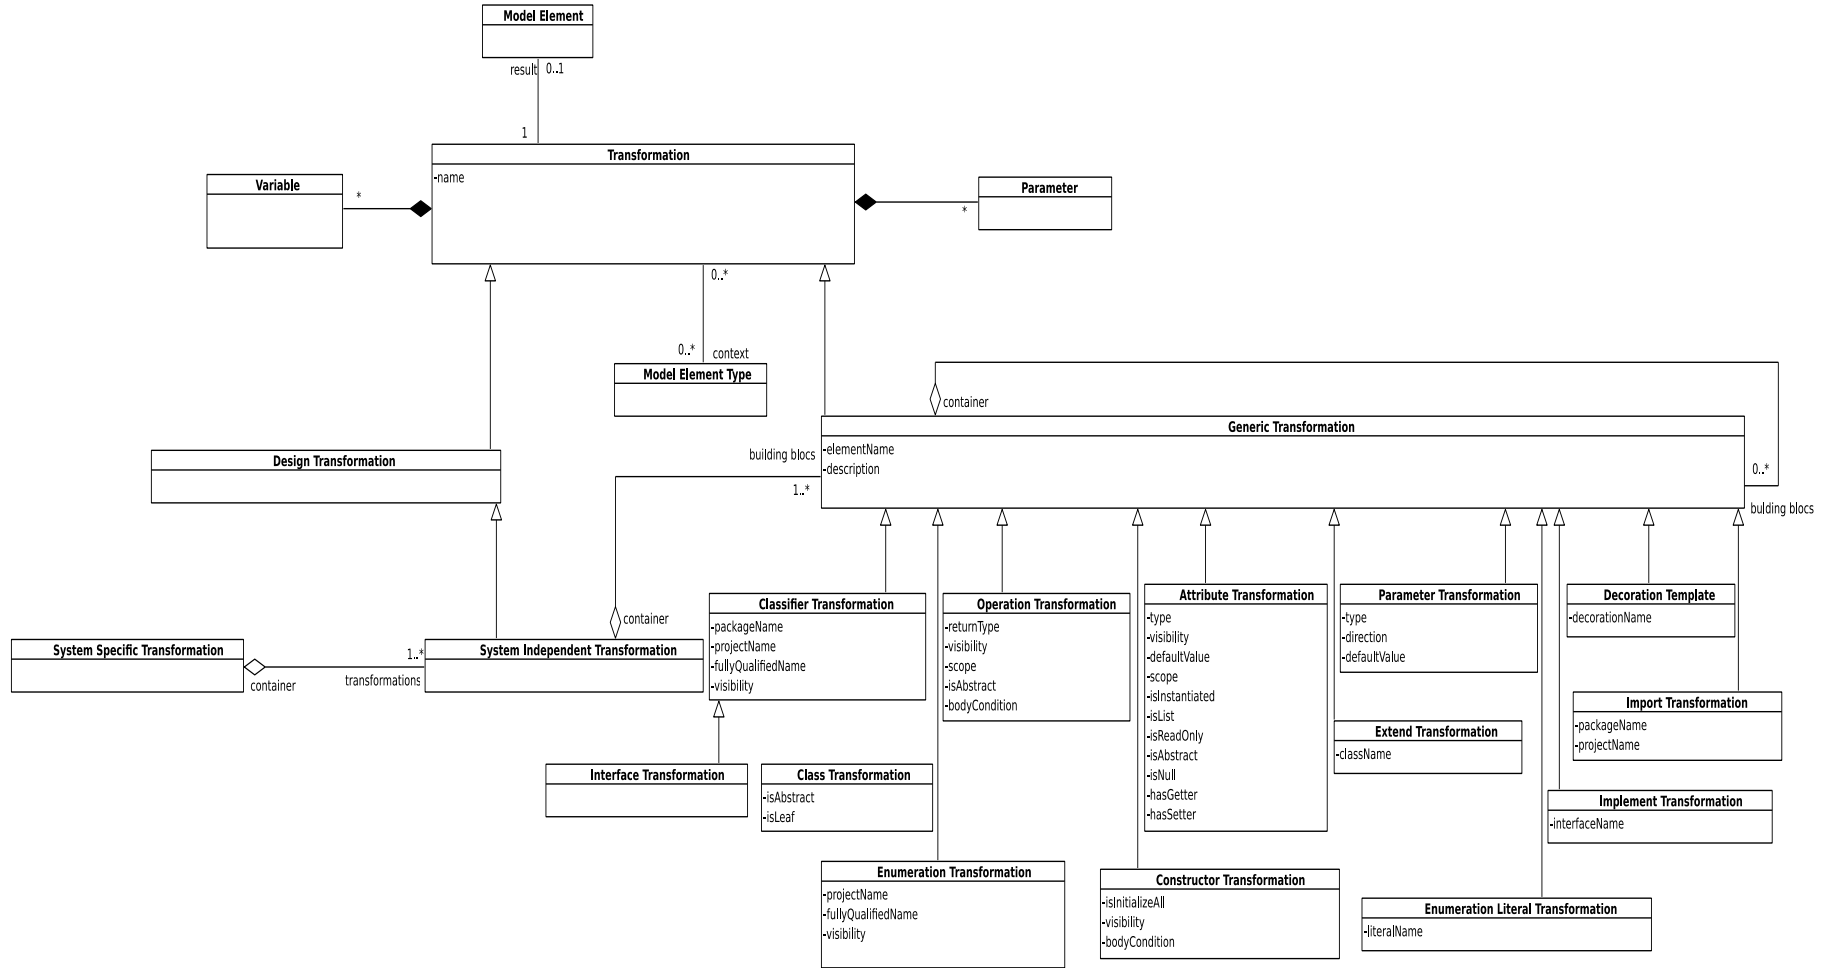 Model Element
result 0..1
1
Transformation
-name
Variable
*
Parameter
*
0..*
0..* context
Model Element Type
container
Generic Transformation
-elementName
-description
building blocs
1..*
0..*
bulding blocs
Design Transformation
container
System Specific Transformation
container
1..*
transformations
System Independent Transformation
Classifier Transformation
-packageName
-projectName
-fullyQualifiedName
-visibility
Operation Transformation
-returnType
-visibility
-scope
-isAbstract
-bodyCondition
Attribute Transformation
-type
-visibility
-defaultValue
-scope
-isInstantiated
-isList
-isReadOnly
-isAbstract
-isNull
-hasGetter
-hasSetter
Parameter Transformation
-type
-direction
-defaultValue
Decoration Template
-decorationName
Import Transformation
-packageName
-projectName
Extend Transformation
-className
Interface Transformation
Class Transformation
-isAbstract
-isLeaf
Implement Transformation
-interfaceName
Enumeration Transformation
-projectName
-fullyQualifiedName
-visibility
Constructor Transformation
-isInitializeAll
-visibility
-bodyCondition
Enumeration Literal Transformation
-literalName